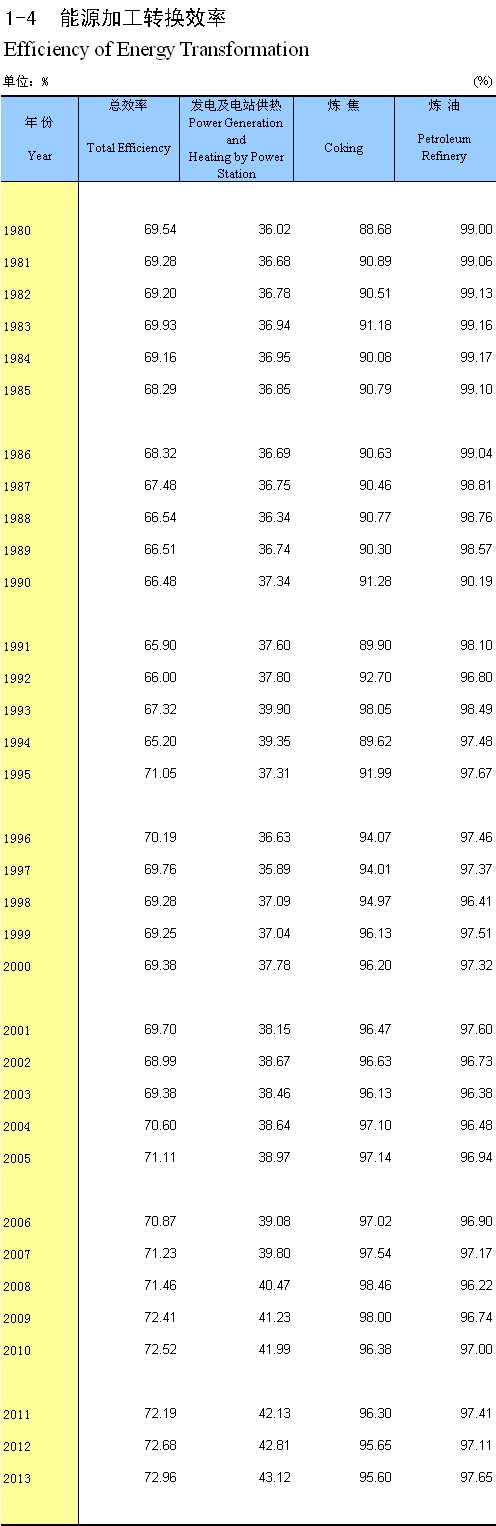 1-4 能源加工转换效率
Efficiency of Energy Transformation
单位：% (%)
年 份 总效率 发电及电站供热 炼 焦 炼 油
Year Total Efficiency Power Generation and Heating by Power Station Coking Petroleum Refinery
1980 69.54 36.02 88.68 99.00
1981 69.28 36.68 90.89 99.06
1982 69.20 36.78 90.51 99.13
1983 69.93 36.94 91.18 99.16
1984 69.16 36.95 90.08 99.17
1985 68.29 36.85 90.79 99.10
1986 68.32 36.69 90.63 99.04
1987 67.48 36.75 90.46 98.81
1988 66.54 36.34 90.77 98.76
1989 66.51 36.74 90.30 98.57
1990 66.48 37.34 91.28 90.19
1991 65.90 37.60 89.90 98.10
1992 66.00 37.80 92.70 96.80
1993 67.32 39.90 98.05 98.49
1994 65.20 39.35 89.62 97.48
1995 71.05 37.31 91.99 97.67
1996 70.19 36.63 94.07 97.46
1997 69.76 35.89 94.01 97.37
1998 69.28 37.09 94.97 96.41
1999 69.25 37.04 96.13 97.51
2000 69.38 37.78 96.20 97.32
2001 69.70 38.15 96.47 97.60
2002 68.99 38.67 96.63 96.73
2003 69.38 38.46 96.13 96.38
2004 70.60 38.64 97.10 96.48
2005 71.11 38.97 97.14 96.94
2006 70.87 39.08 97.02 96.90
2007 71.23 39.80 97.54 97.17
2008 71.46 40.47 98.46 96.22
2009 72.41 41.23 98.00 96.74
2010 72.52 41.99 96.38 97.00
2011 72.19 42.13 96.30 97.41
2012 72.68 42.81 95.65 97.11
2013 72.96 43.12 95.60 97.65